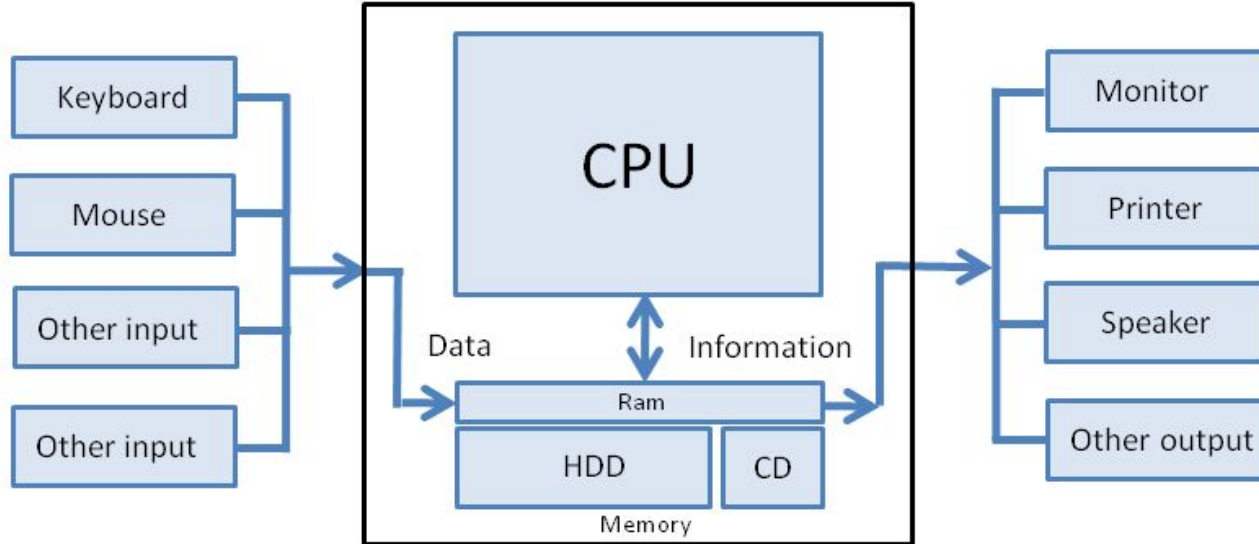 Keyboard
Mouse
Other input
Other input
CPU
Data
Information
Ram
HDD
CD
Memory
Monitor
Printer
Speaker
Other output